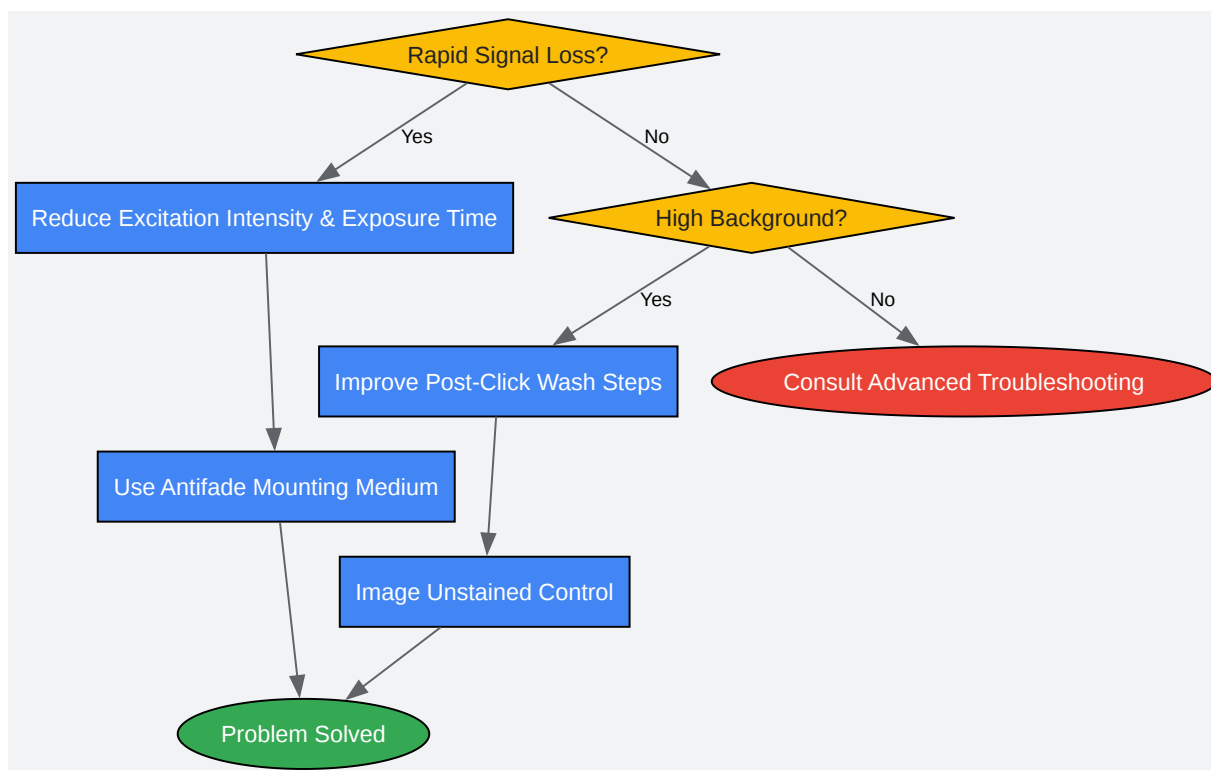 Rapid Signal Loss?
Yes
No
Reduce Excitation Intensity & Exposure Time
High Background?
Yes
No
Improve Post-Click Wash Steps
Consult Advanced Troubleshooting
Use Antifade Mounting Medium
Image Unstained Control
Problem Solved